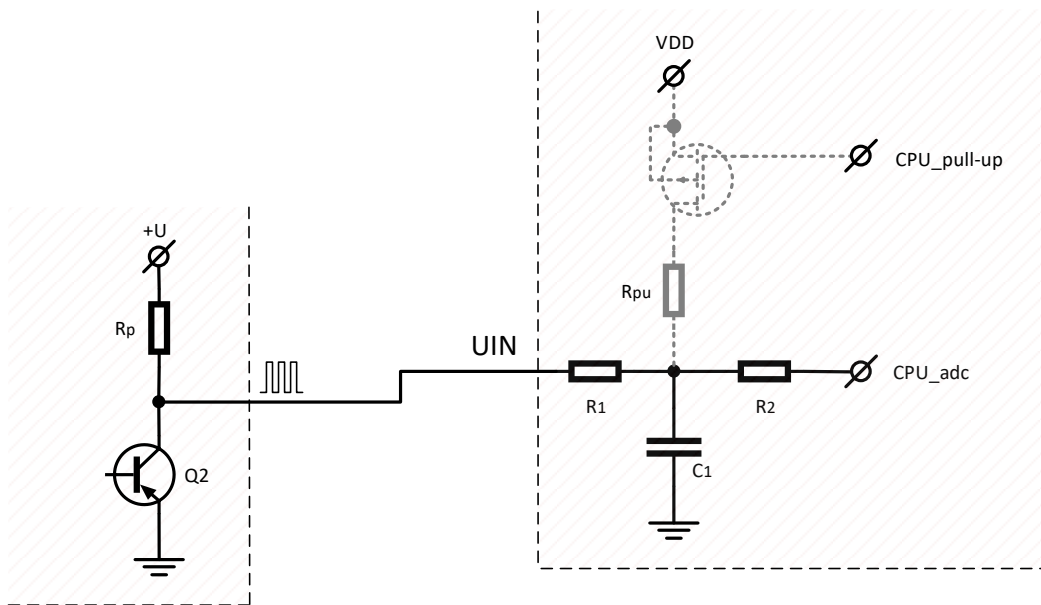 VDD
CPU_pull-up
+U
Rpu
Rp
UIN
CPU_adc
R1
R2
Q2
C1